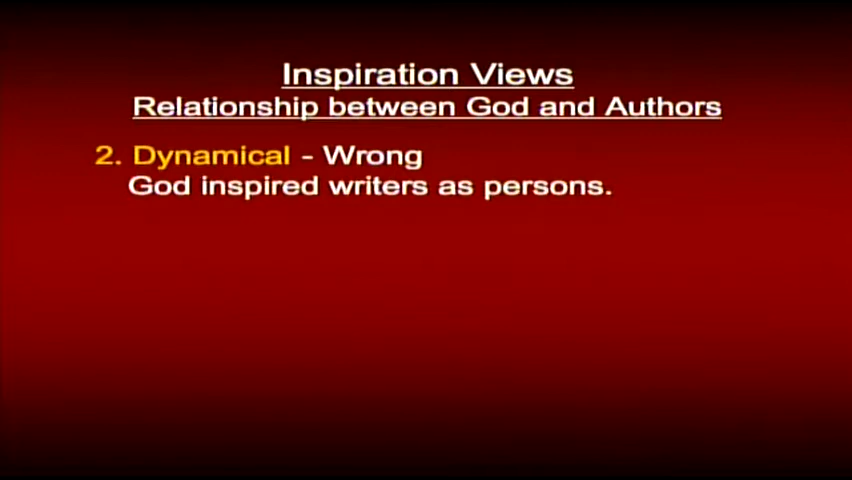 Inspiration Views
Relationship between God and Authors
2. Dynamical - Wrong
God inspired writers as persons.